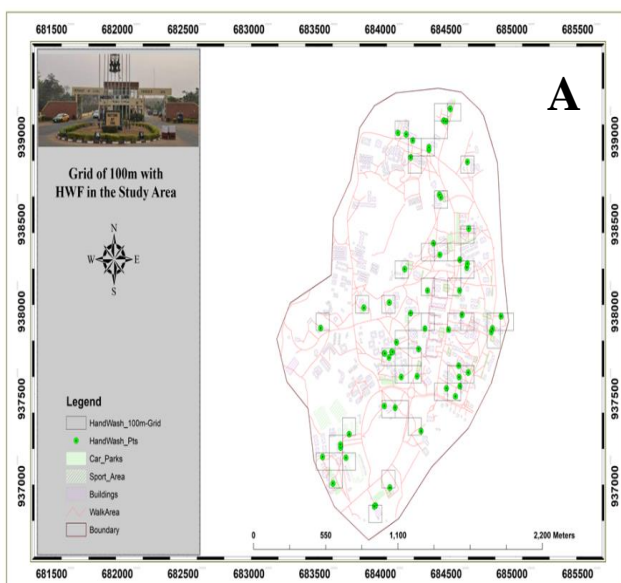 681500 682000 682500 683000 683500 684000 684500 685000 685500
A
939000
938500
938000
937500
937000
939000
938500
938000
937500
937000
Grid of 100m with
HWF in the Study Area
N
W E
S
Legend
HandWash_100m-Grid
HandWash_Pts
Car_Parks
Sport_Area
Buildings
WalkArea
Boundary
0 550 1,100 2,200 Meters
681500 682000 682500 683000 683500 684000 684500 685000 685500